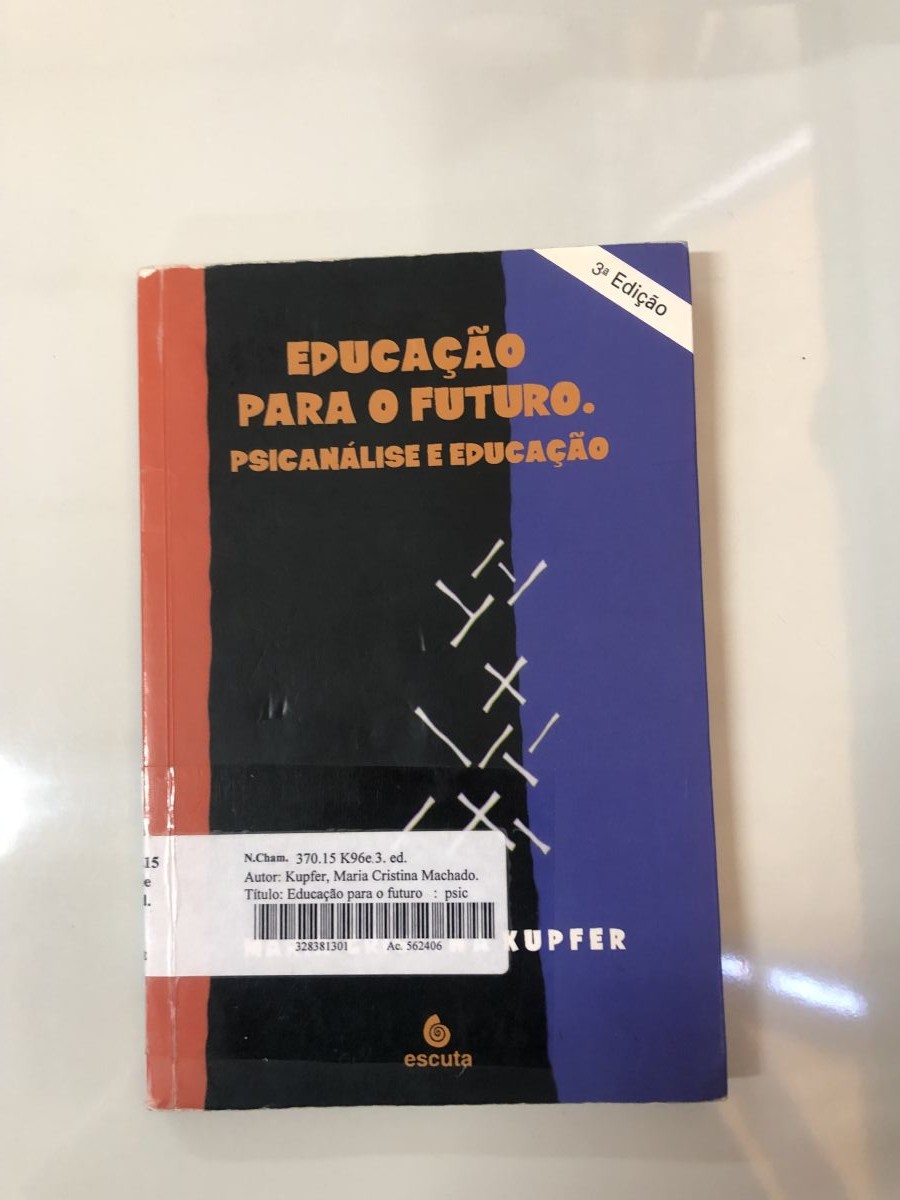 3ª Edição
EDUCAÇÃO
PARA O FUTURO.
PSICANÁLISE E EDUCAÇÃO
15
e
N.Cham. 370.15 K96e 3. ed.
Autor: Kupfer, Maria Cristina Machado.
Título: Educação para o futuro : psic
328381301 Ac. 562406
KUPFER
escuta